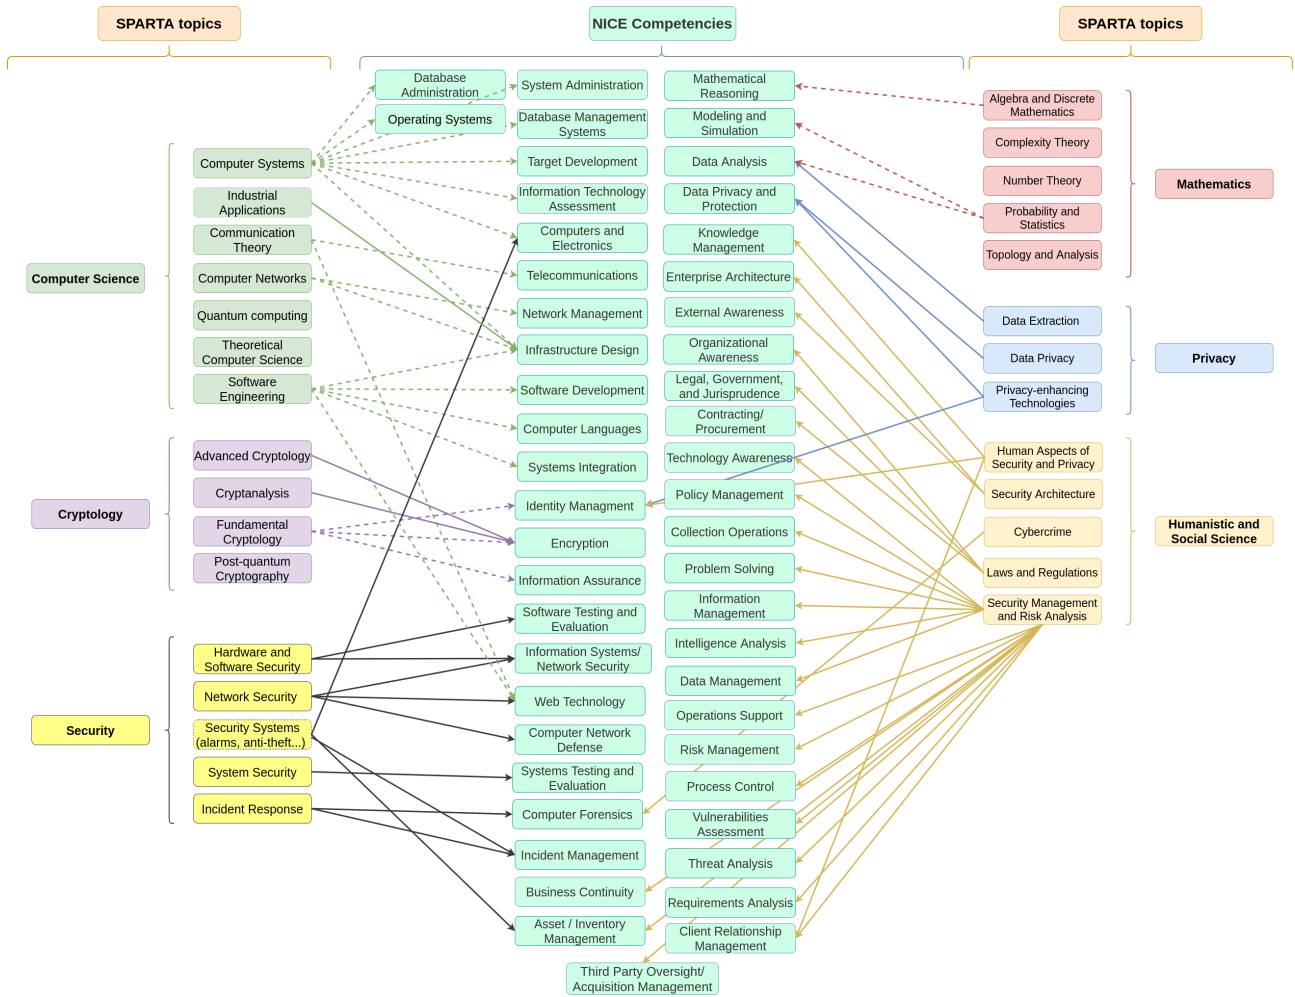 SPARTA topics
NICE Competencies
SPARTA topics
Computer Science
Computer Systems
Industrial
Applications
Communication
Theory
Computer Networks
Quantum computing
Theoretical
Computer Science
Software
Engineering
Cryptology
Advanced Cryptology
Cryptanalysis
Fundamental
Cryptology
Post-quantum
Cryptography
Security
Hardware and
Software Security
Network Security
Security Systems
(alarms, anti-theft...)
System Security
Incident Response
Database
Administration
Operating Systems
System Administration
Database Management
Systems
Target Development
Information Technology
Assessment
Computers and
Electronics
Telecommunications
Network Management
Infrastructure Design
Software Development
Computer Languages
Systems Integration
Identity Managment
Encryption
Information Assurance
Software Testing and
Evaluation
Information Systems/
Network Security
Web Technology
Computer Network
Defense
Systems Testing and
Evaluation
Computer Forensics
Incident Management
Business Continuity
Asset / Inventory
Management
Third Party Oversight/
Acquisition Management
Mathematical
Reasoning
Modeling and
Simulation
Data Analysis
Data Privacy and
Protection
Knowledge
Management
Enterprise Architecture
External Awareness
Organizational
Awareness
Legal, Government,
and Jurisprudence
Contracting/
Procurement
Technology Awareness
Policy Management
Collection Operations
Problem Solving
Information
Management
Intelligence Analysis
Data Management
Operations Support
Risk Management
Process Control
Vulnerabilities
Assessment
Threat Analysis
Requirements Analysis
Client Relationship
Management
Algebra and Discrete
Mathematics
Complexity Theory
Number Theory
Probability and
Statistics
Topology and Analysis
Mathematics
Data Extraction
Data Privacy
Privacy-enhancing
Technologies
Privacy
Human Aspects of
Security and Privacy
Security Architecture
Cybercrime
Laws and Regulations
Security Management
and Risk Analysis
Humanistic and
Social Science